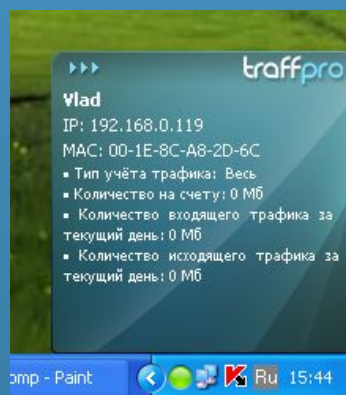 traffpro
Vlad
IP: 192.168.0.119
MAC: 00-1E-8C-A8-2D-6C
▪ Тип учёта трафика: Весь
▪ Количество на счету: 0 Мб
▪ Количество входящего трафика за
текущий день: 0 Мб
▪ Количество исходящего трафика за
текущий день: 0 Мб
omp - Paint
Ru 15:44